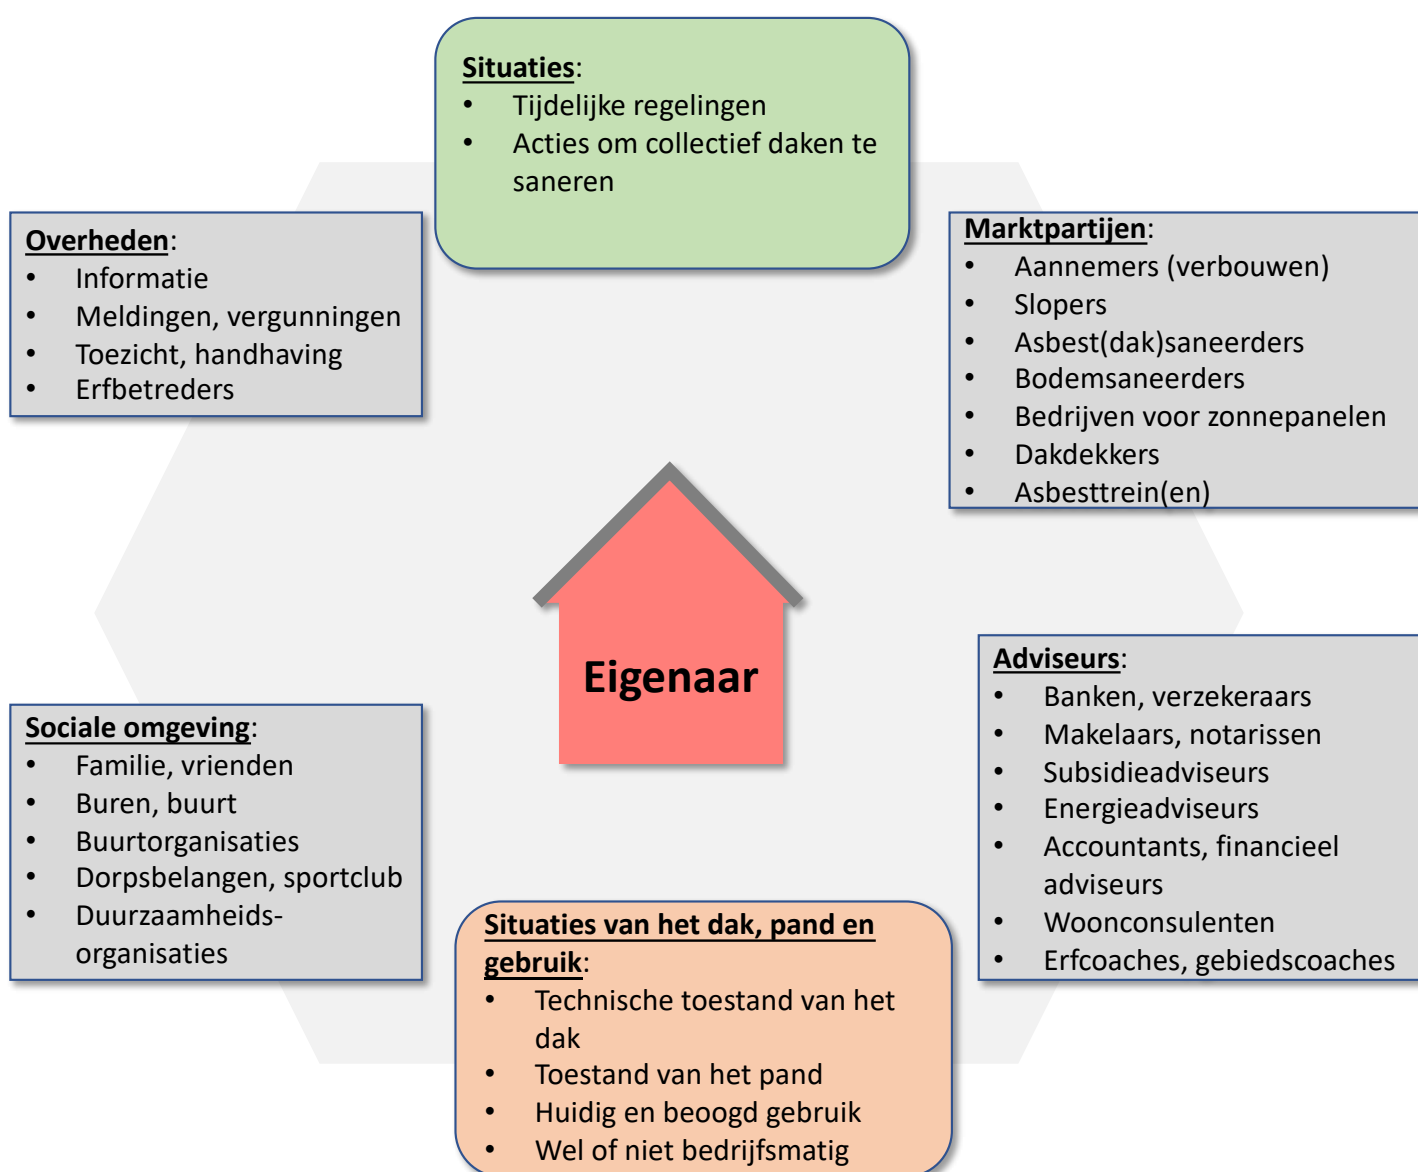 Situaties:
• Tijdelijke regelingen
• Acties om collectief daken te
saneren
Overheden:
• Informatie
• Meldingen, vergunningen
• Toezicht, handhaving
• Erfbetreders
Marktpartijen:
• Aannemers (verbouwen)
• Slopers
• Asbest(dak)saneerders
• Bodemsaneerders
• Bedrijven voor zonnepanelen
• Dakdekkers
• Asbesttrein(en)
Eigenaar
Sociale omgeving:
• Familie, vrienden
• Buren, buurt
• Buurtorganisaties
• Dorpsbelangen, sportclub
• Duurzaamheids-
organisaties
Adviseurs:
• Banken, verzekeraars
• Makelaars, notarissen
• Subsidieadviseurs
• Energieadviseurs
• Accountants, financieel
adviseurs
• Woonconsulenten
• Erfcoaches, gebiedscoaches
Situaties van het dak, pand en
gebruik:
• Technische toestand van het
dak
• Toestand van het pand
• Huidig en beoogd gebruik
• Wel of niet bedrijfsmatig